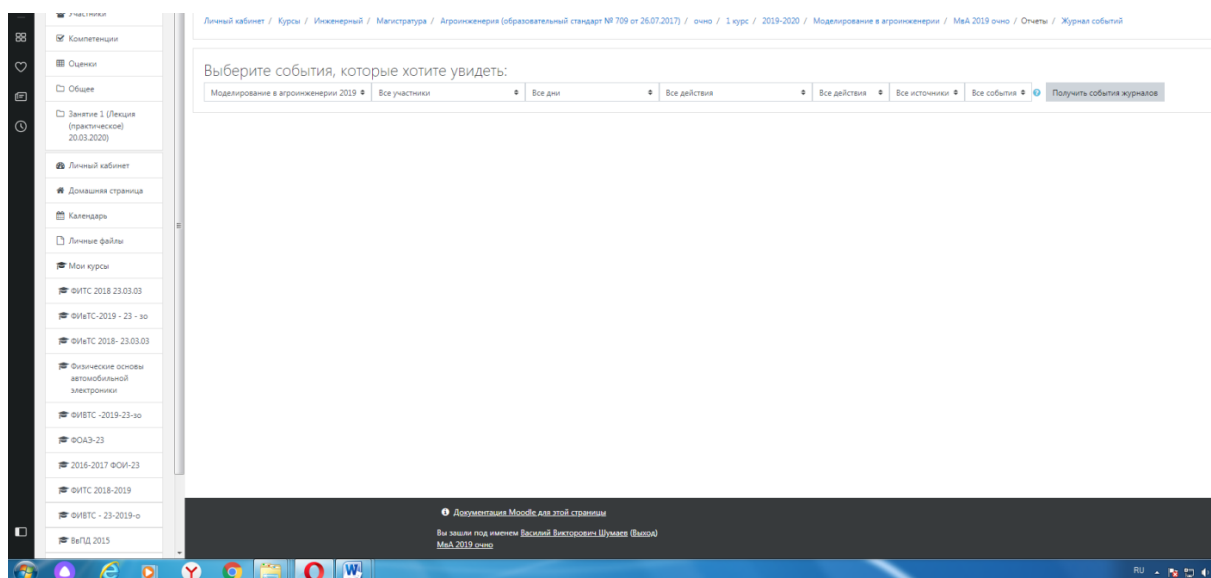 Участники
Компетенции
Оценки
Общее
Занятие 1 (Лекция
(практическое)
20.03.2020)
Личный кабинет
Домашняя страница
Календарь
Личные файлы
Мои курсы
ФИТС 2018 23.03.03
ФИвТС-2019 - 23 - зо
ФИвТС 2018- 23.03.03
Физические основы
автомобильной
электроники
ФИВТС -2019-23-зо
ФОАЭ-23
2016-2017 ФОИ-23
ФИТС 2018-2019
ФИВТС - 23-2019-о
ВвПД 2015
Личный кабинет / Курсы / Инженерный / Магистратура / Агроинженерия (образовательный стандарт № 709 от 26.07.2017) / очно / 1 курс / 2019-2020 / Моделирование в агроинженерии / МвА 2019 очно / Отчеты / Журнал событий
Выберите события, которые хотите увидеть:
Моделирование в агроинженерии 2019 Все участники Все дни Все действия Все действия Все источники Все события Получить события журналов
Документация Moodle для этой страницы
Вы зашли под именем Василий Викторович Шумаев (Выход)
МвА 2019 очно
RU